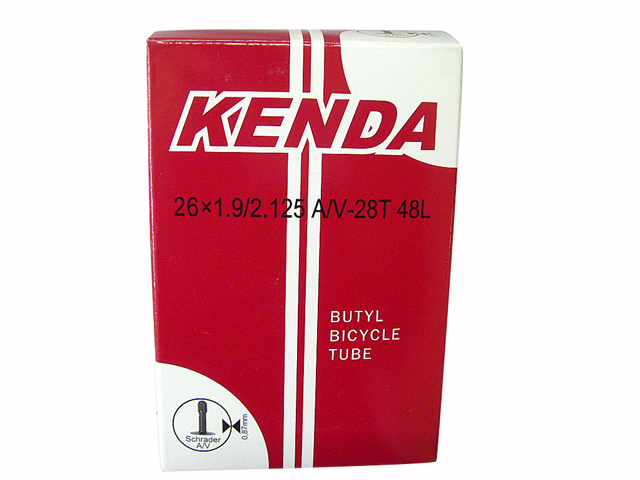 KENDA
26×1.9/2.125 A/V-28T 48L
BUTYL
BICYCLE
TUBE
Schrader
A/V
0,87mm